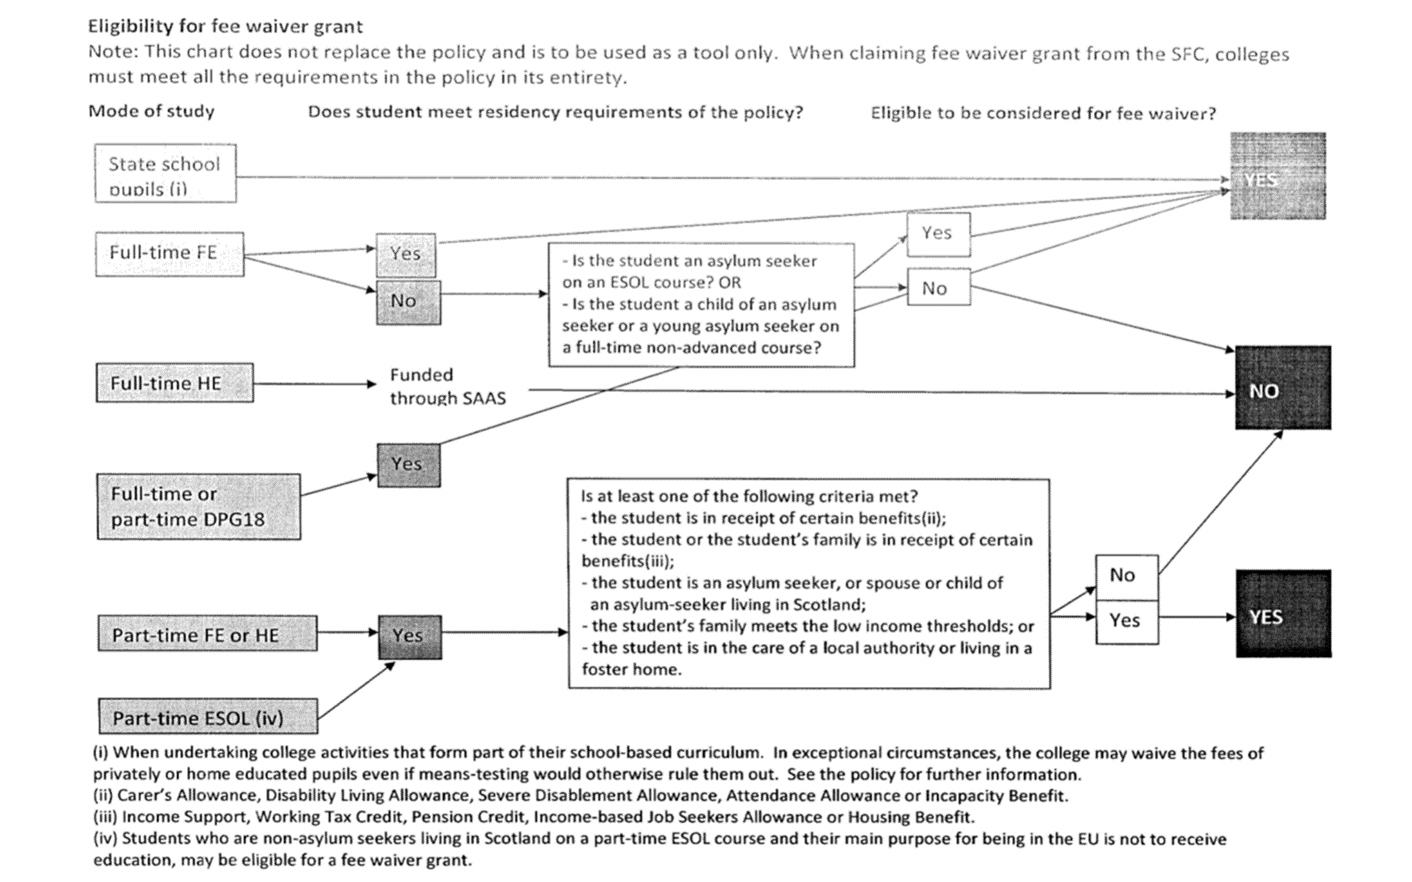 Eligibility for fee waiver grant
Note: This chart does not replace the policy and is to be used as a tool only. When claiming fee waiver grant from the SFC, colleges
must meet all the requirements in the policy in its entirety.
Mode of study
Does student meet residency requirements of the policy?
Eligible to be considered for fee waiver?
State school
pupils (i)
YES
Full-time FE
Yes
No
- Is the student an asylum seeker
on an ESOL course? OR
- Is the student a child of an asylum
seeker or a young asylum seeker on
a full-time non-advanced course?
Yes
No
Full-time HE
Funded
through SAAS
NO
Full-time or
part-time DPG18
Yes
Part-time FE or HE
Yes
Part-time ESOL (iv)
Is at least one of the following criteria met?
- the student is in receipt of certain benefits(ii);
- the student or the student's family is in receipt of certain
benefits(iii);
- the student is an asylum seeker, or spouse or child of
an asylum-seeker living in Scotland;
- the student's family meets the low income thresholds; or
- the student is in the care of a local authority or living in a
foster home.
No
Yes
YES
(i) When undertaking college activities that form part of their school-based curriculum. In exceptional circumstances, the college may waive the fees of
privately or home educated pupils even if means-testing would otherwise rule them out. See the policy for further information.
(ii) Carer's Allowance, Disability Living Allowance, Severe Disablement Allowance, Attendance Allowance or Incapacity Benefit.
(iii) Income Support, Working Tax Credit, Pension Credit, Income-based Job Seekers Allowance or Housing Benefit.
(iv) Students who are non-asylum seekers living in Scotland on a part-time ESOL course and their main purpose for being in the EU is not to receive
education, may be eligible for a fee waiver grant.